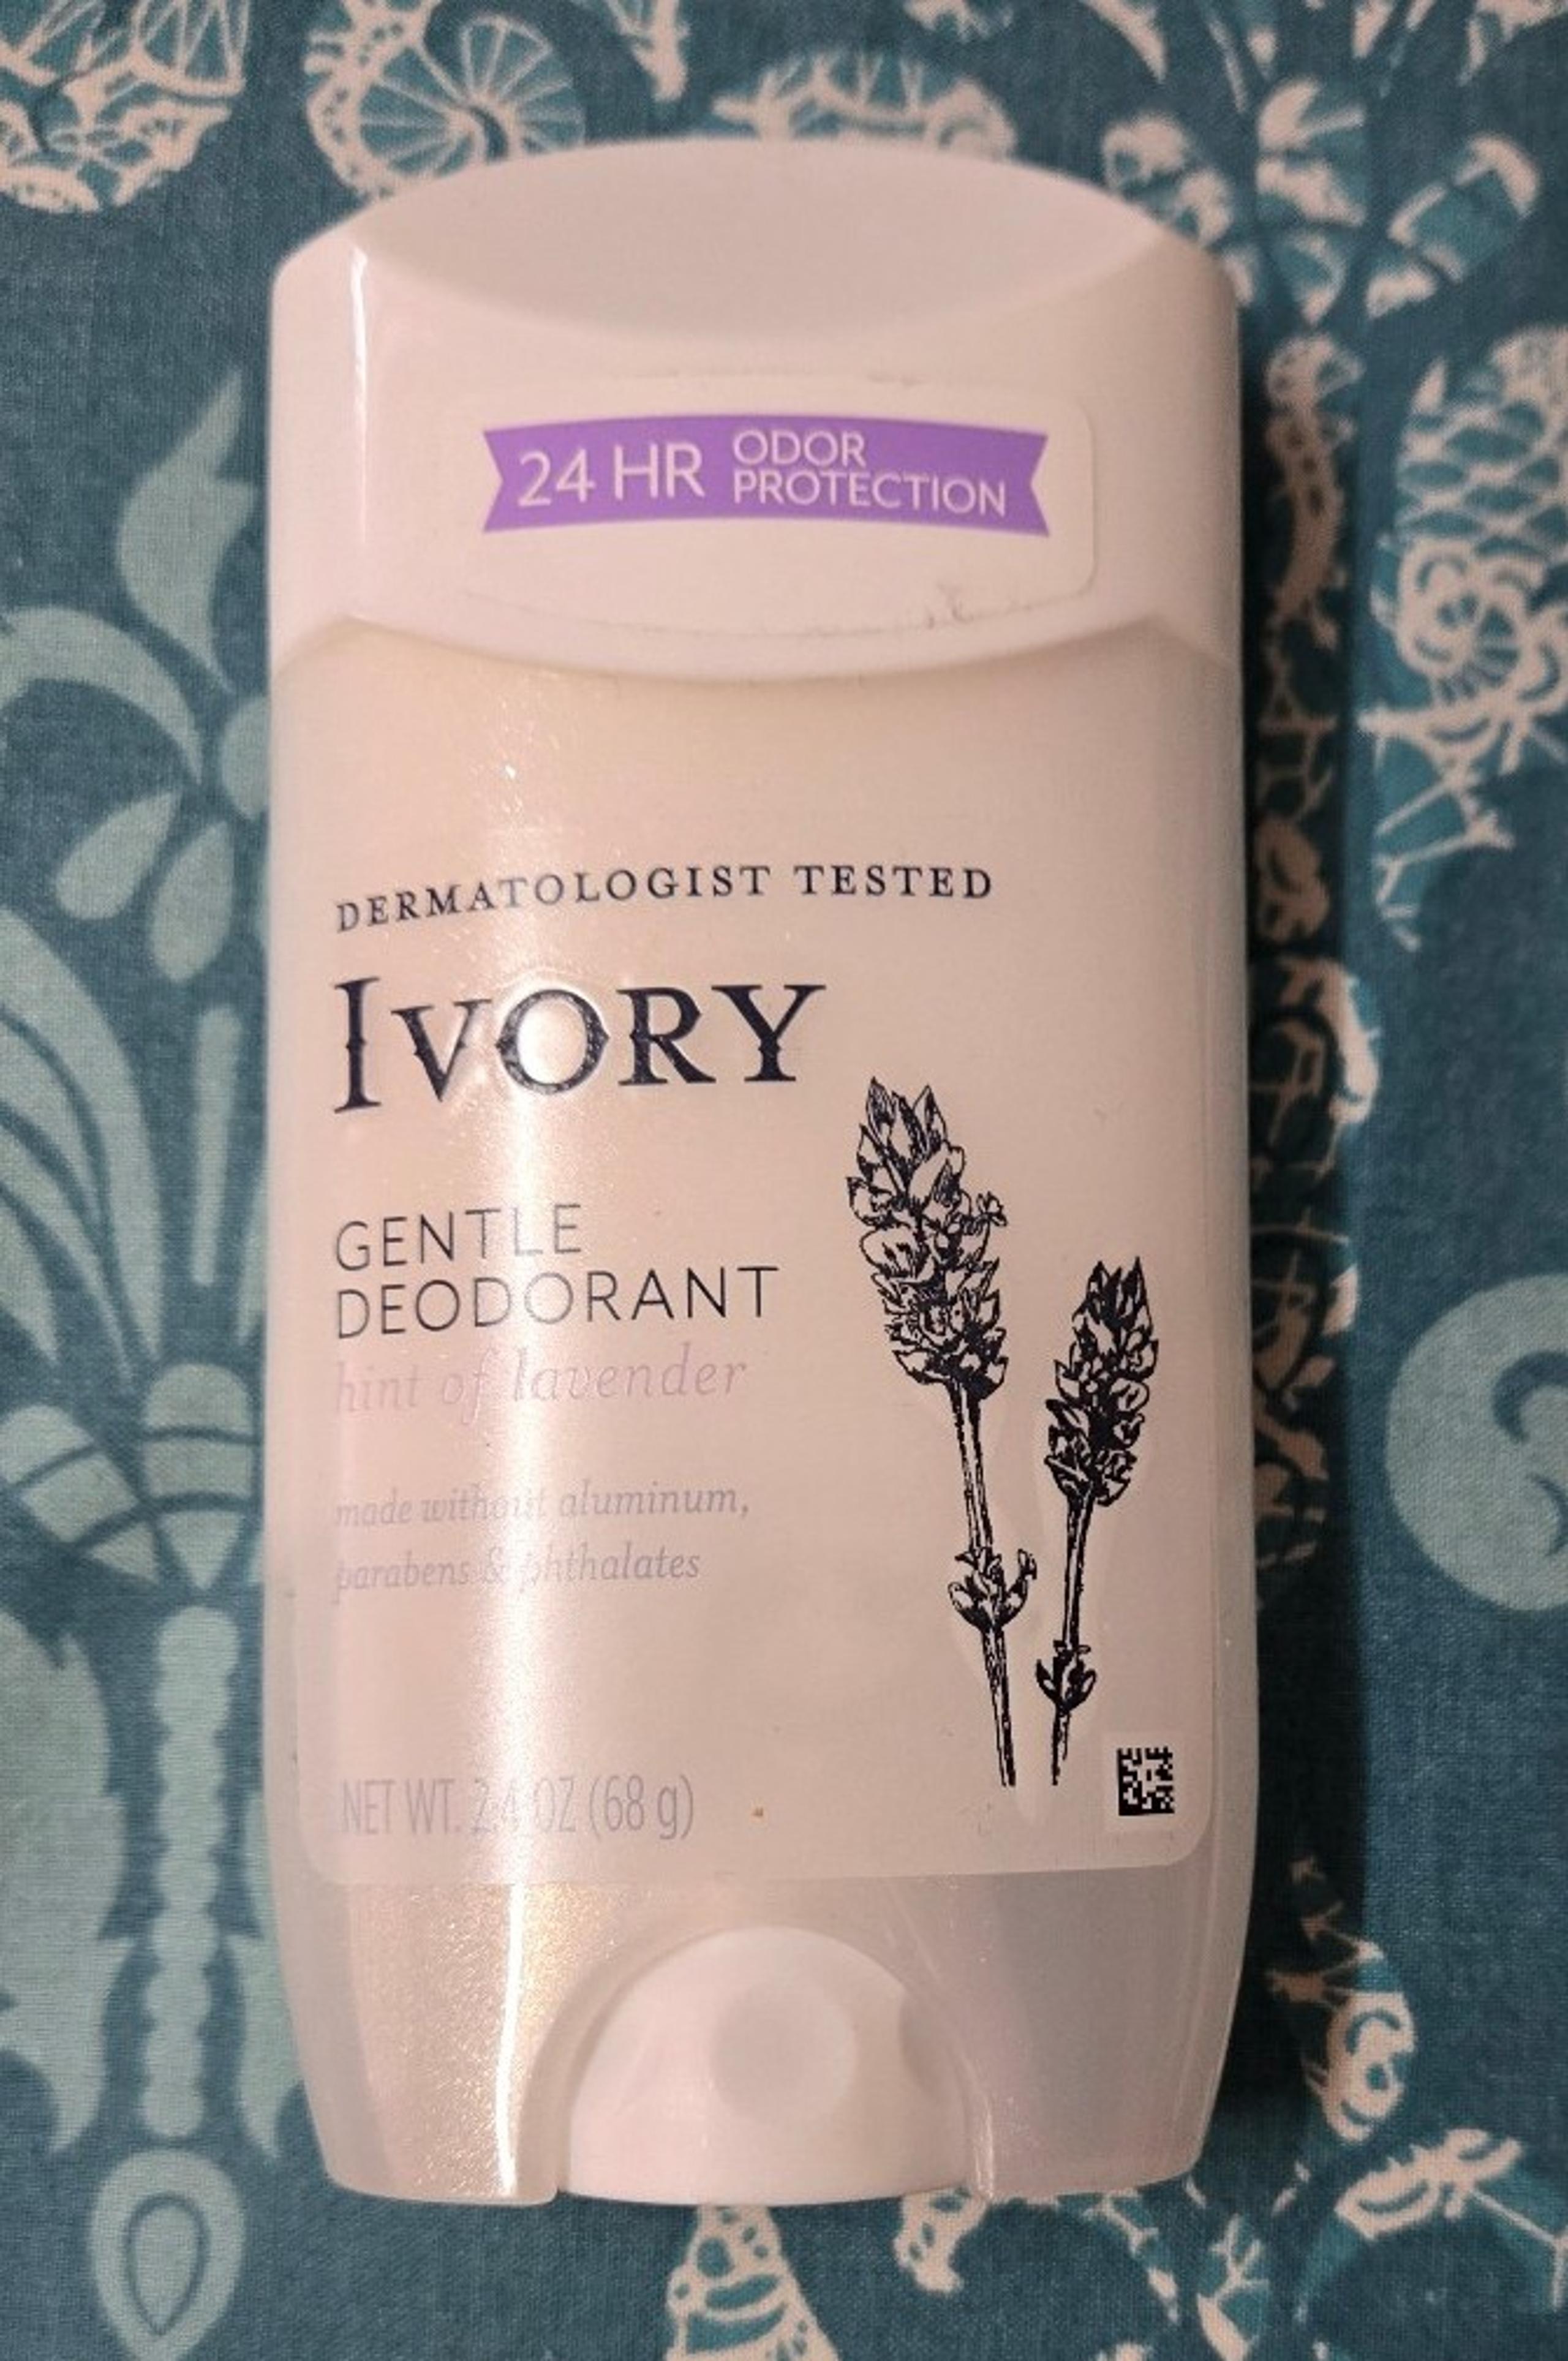 24 HR ODOR
PROTECTION
DERMATOLOGIST TESTED
IVORY
GENTLE
DEODORANT
hint of lavender
made without aluminum,
parabens & phthalates
NET WT. 2.4 OZ (68 g)